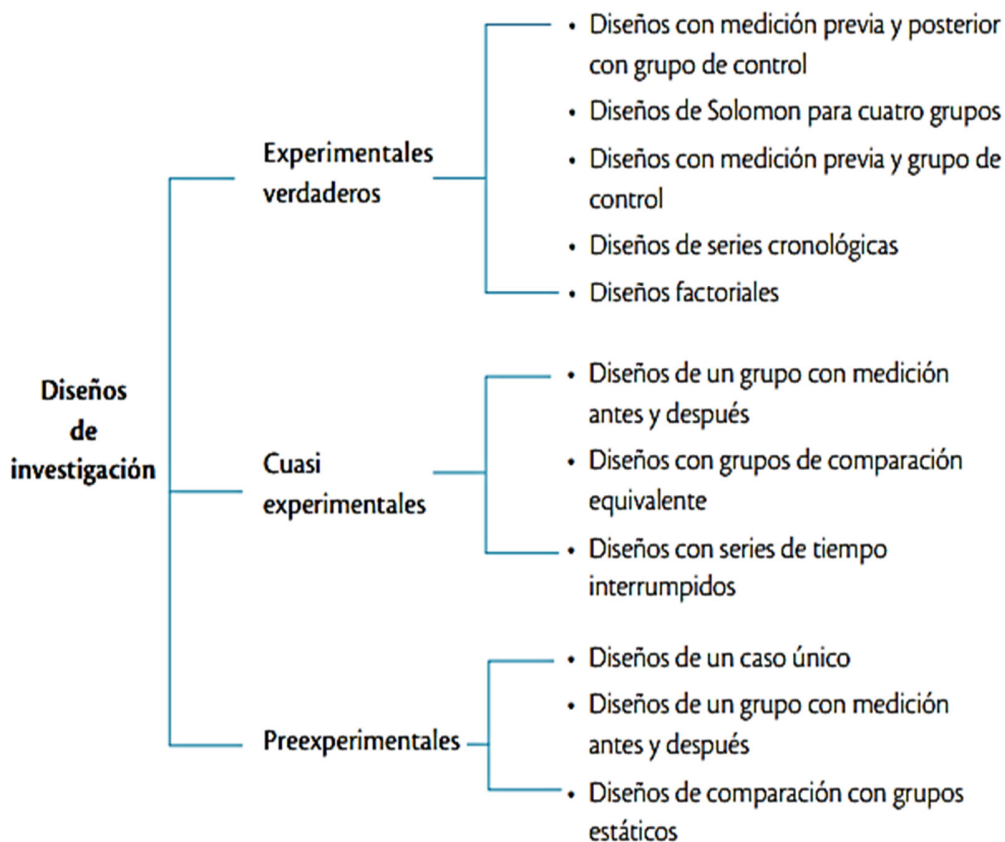 Diseños
de
investigación
Experimentales
verdaderos
• Diseños con medición previa y posterior
con grupo de control
• Diseños de Solomon para cuatro grupos
• Diseños con medición previa y grupo de
control
• Diseños de series cronológicas
• Diseños factoriales
Cuasi
experimentales
• Diseños de un grupo con medición
antes y después
• Diseños con grupos de comparación
equivalente
• Diseños con series de tiempo
interrumpidos
Preexperimentales
• Diseños de un caso único
• Diseños de un grupo con medición
antes y después
• Diseños de comparación con grupos
estáticos